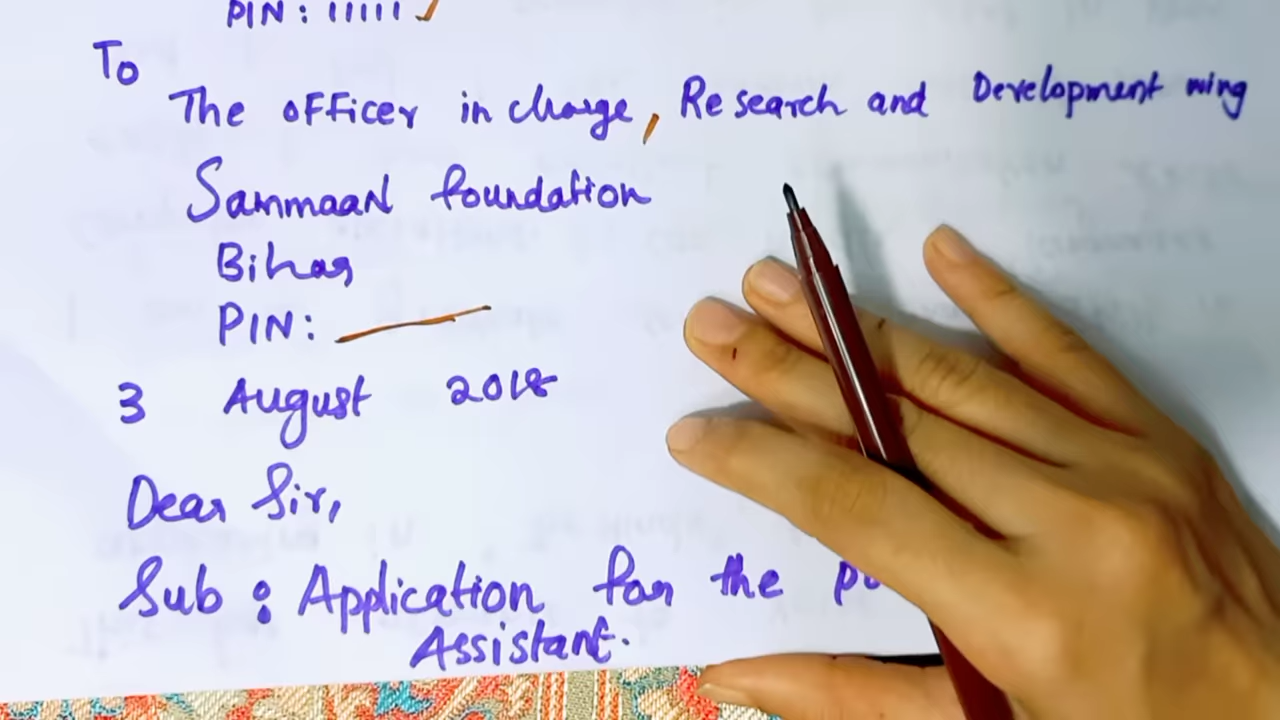 PIN: 11111
To
The officer in charge, Research and Development wing
Sammaan foundation
Bihar
PIN:
3 August 2018
Dear Sir,
Sub: Application for the
Assistant.